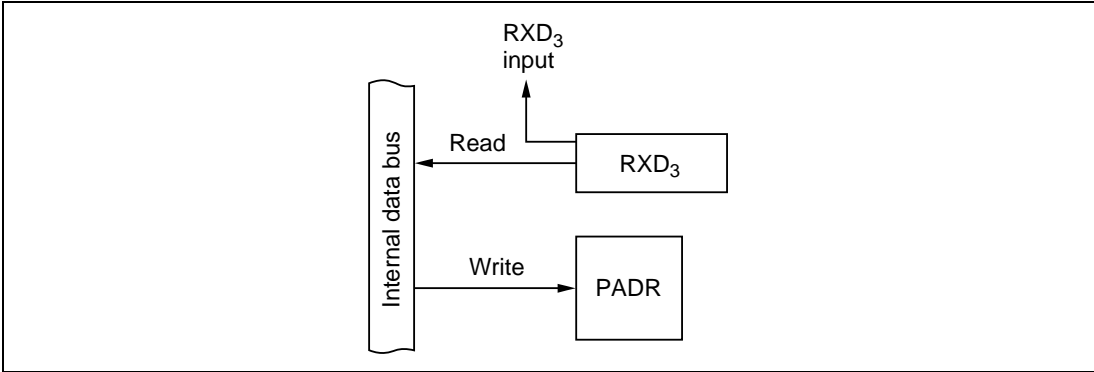 RXD3
input
Internal data bus
Read
RXD3
Write
PADR